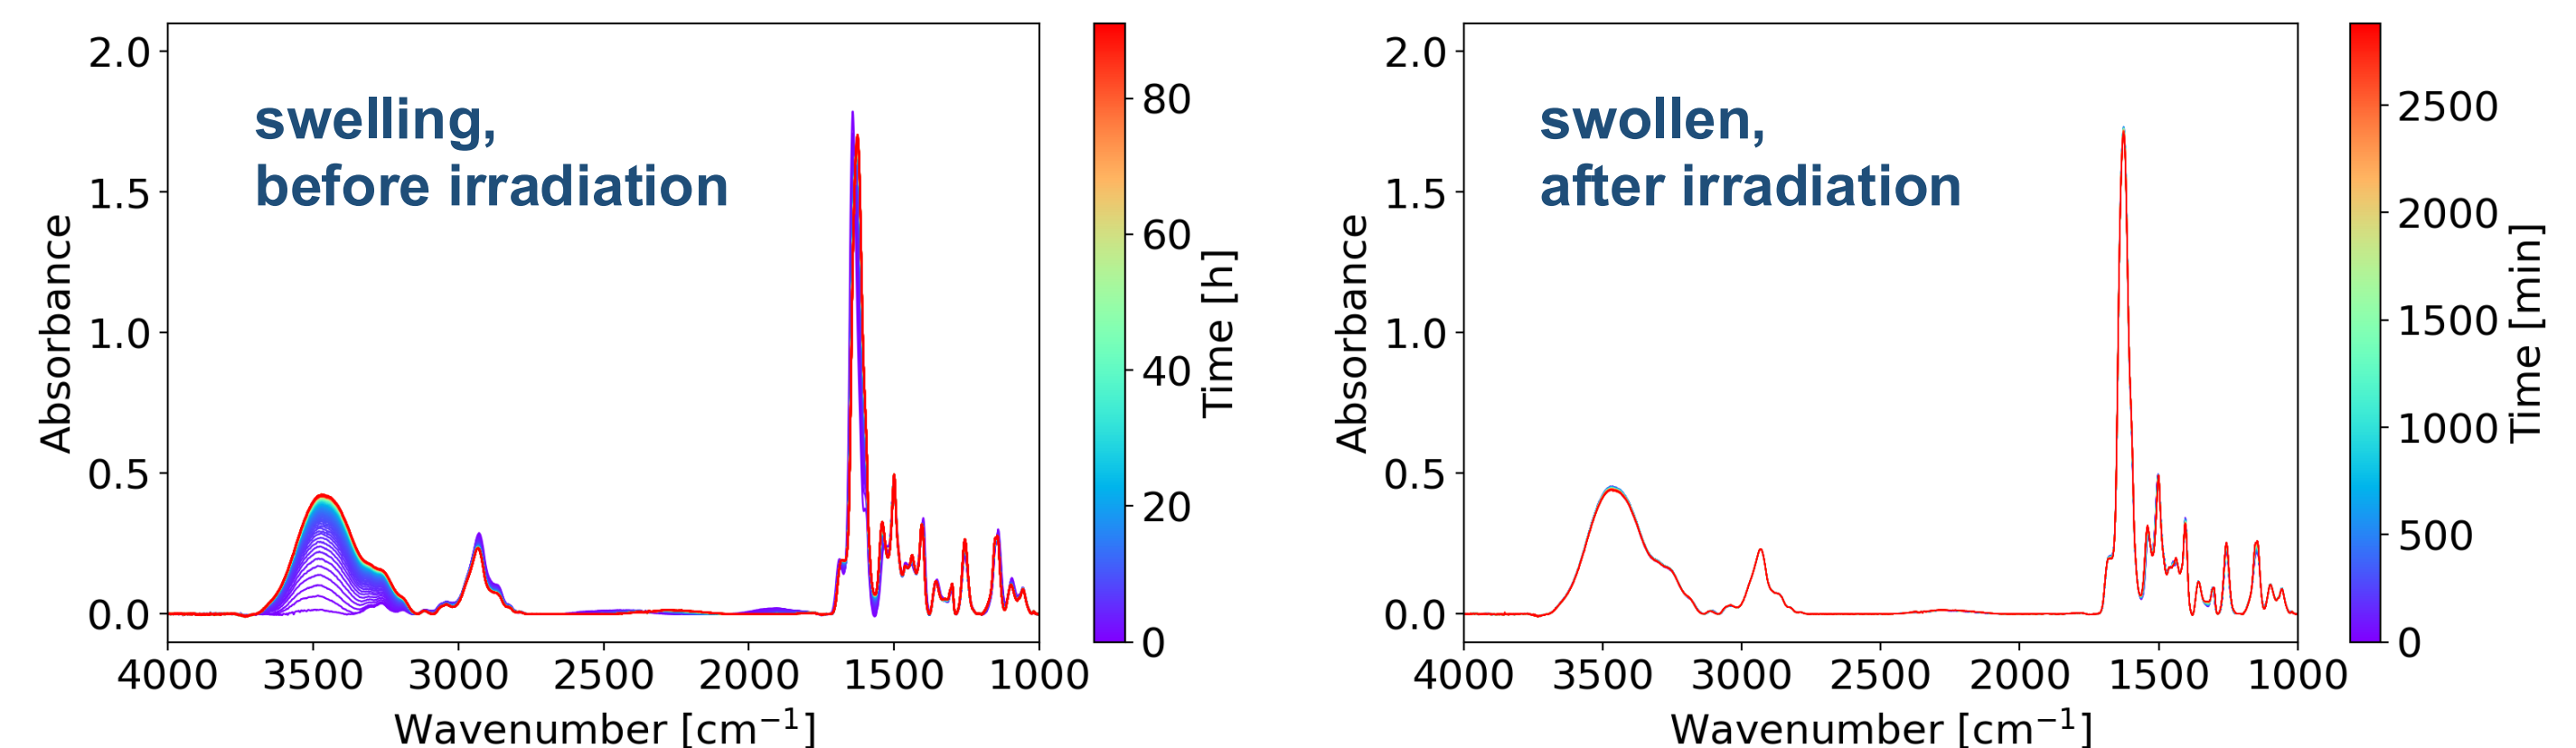 swelling,
before irradiation
Absorbance
2.0
1.5
1.0
0.5
0.0
4000 3500 3000 2500 2000 1500 1000
Wavenumber [cm⁻¹]
80
60
40
20
0
Time [h]
swollen,
after irradiation
Absorbance
2.0
1.5
1.0
0.5
0.0
4000 3500 3000 2500 2000 1500 1000
Wavenumber [cm⁻¹]
2500
2000
1500
1000
500
0
Time [min]